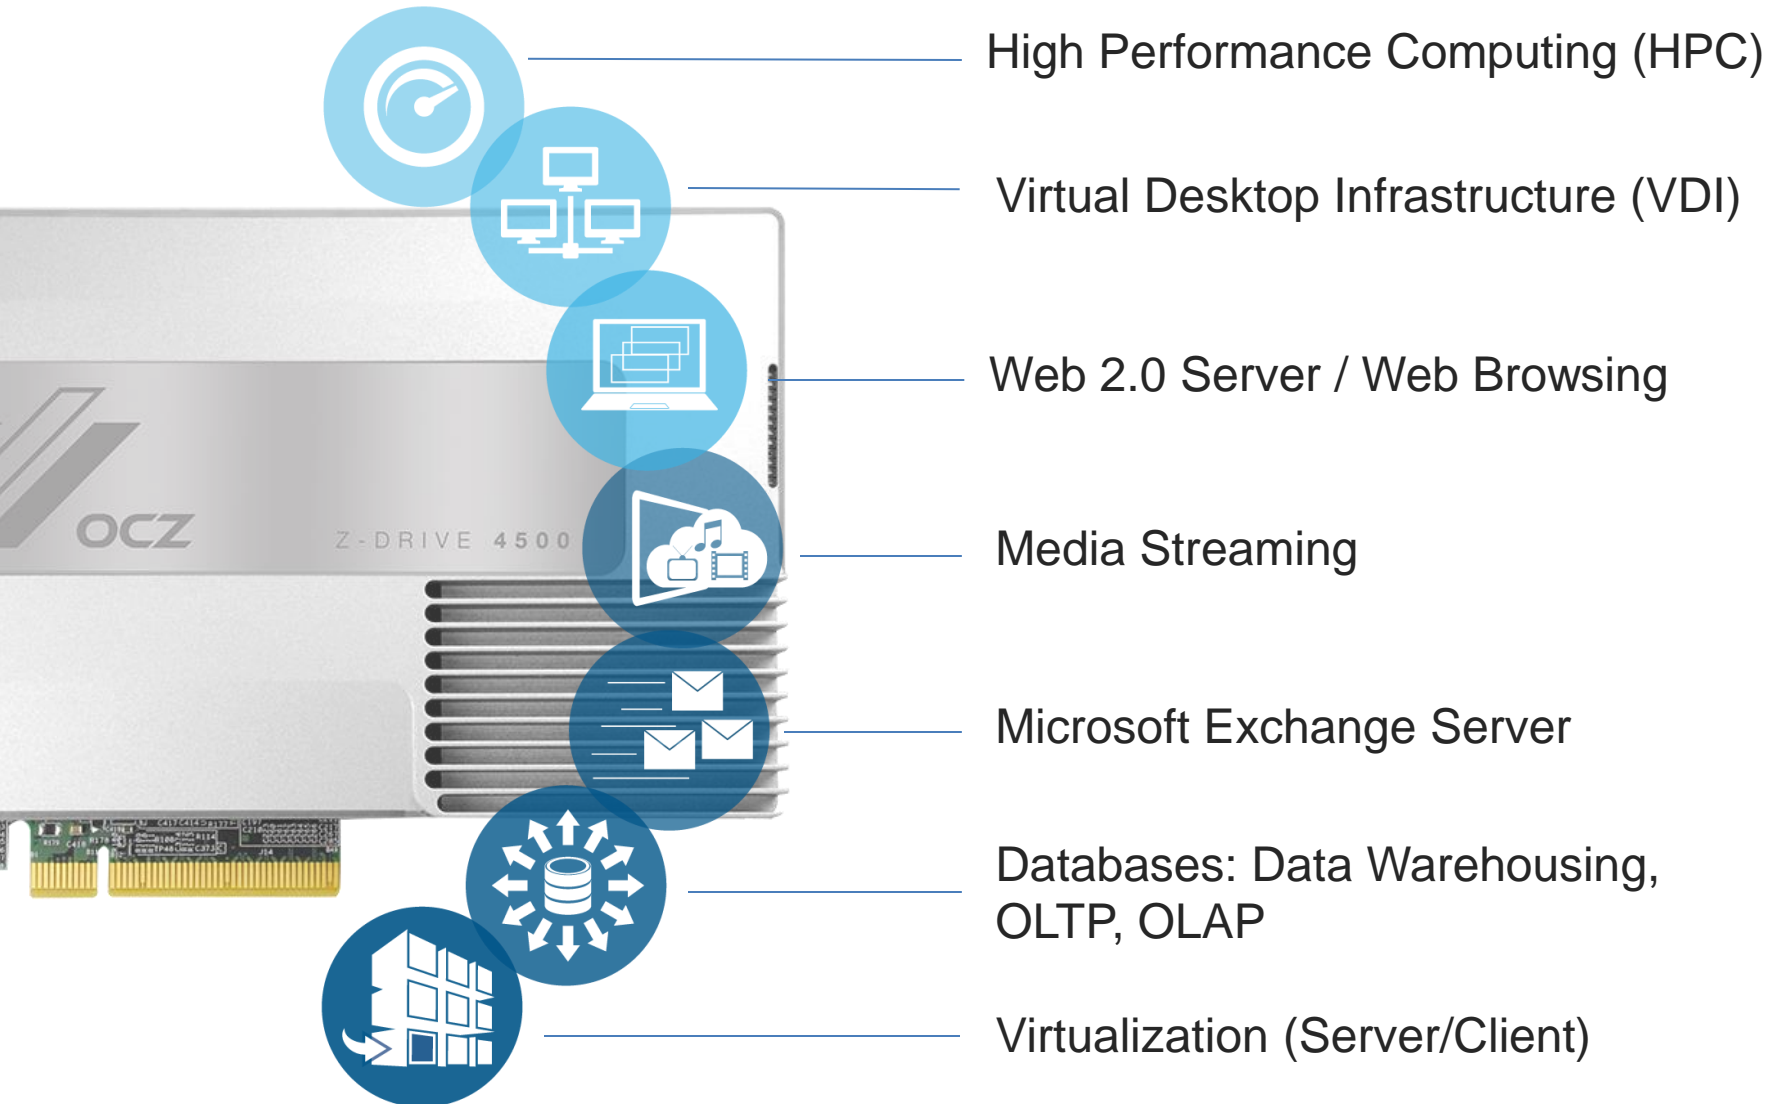 High Performance Computing (HPC)
Virtual Desktop Infrastructure (VDI)
Web 2.0 Server / Web Browsing
OCZ
Z-DRIVE 4500
Media Streaming
Microsoft Exchange Server
Databases: Data Warehousing,
OLTP, OLAP
Virtualization (Server/Client)